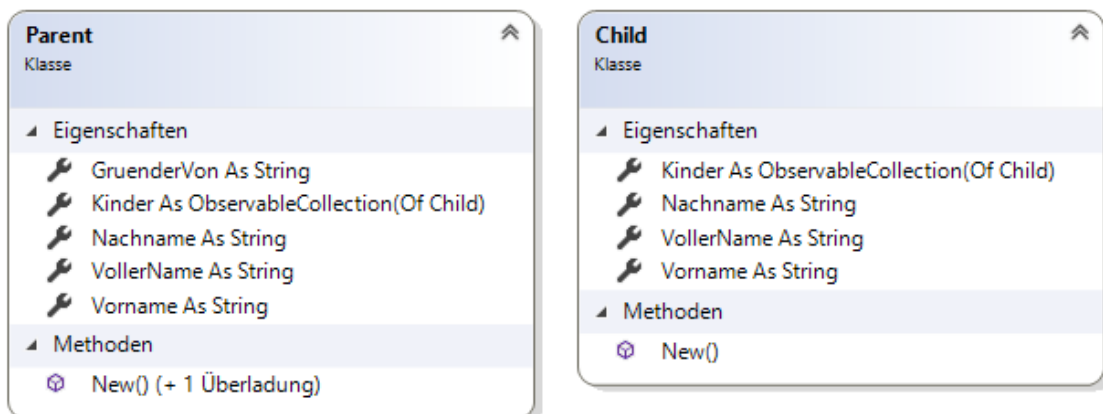 Parent
Klasse
Eigenschaften
GruenderVon As String
Kinder As ObservableCollection(Of Child)
Nachname As String
VollerName As String
Vorname As String
Methoden
New() (+ 1 Überladung)
Child
Klasse
Eigenschaften
Kinder As ObservableCollection(Of Child)
Nachname As String
VollerName As String
Vorname As String
Methoden
New()